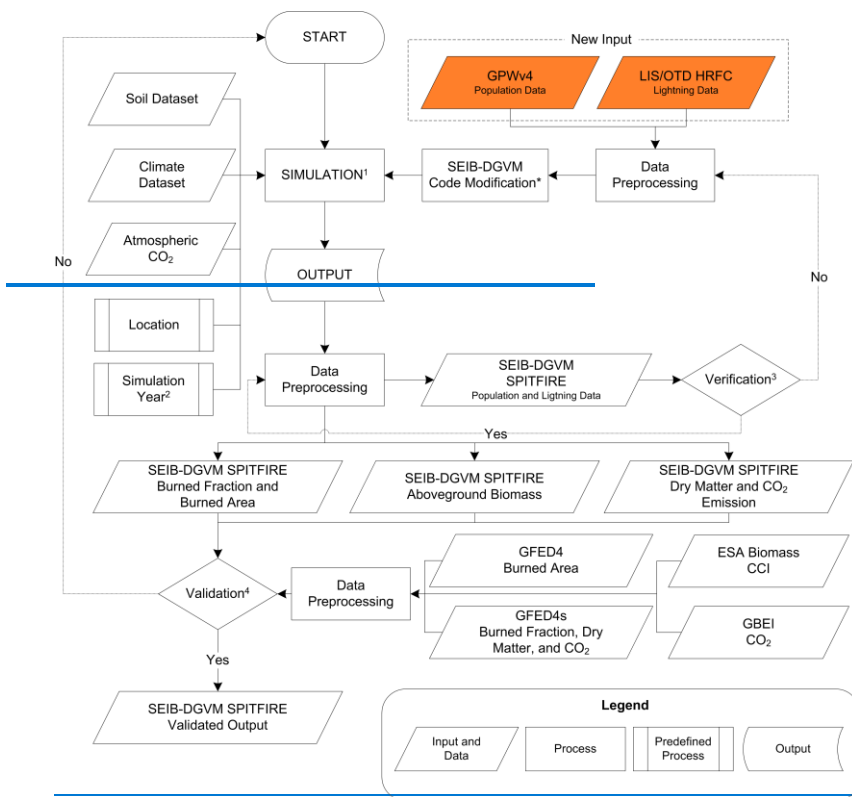 START
New Input
GPWv4
Population Data
LIS/OTD HRFC
Lightning Data
Soil Dataset
Climate
Dataset
SIMULATION¹
SEIB-DGVM
Code Modification*
Data
Preprocessing
Atmospheric
CO₂
No
OUTPUT
No
Location
Simulation
Year²
Data
Preprocessing
SEIB-DGVM
SPITFIRE
Population and Ligtning Data
Verification³
Yes
SEIB-DGVM SPITFIRE
Burned Fraction and
Burned Area
SEIB-DGVM SPITFIRE
Aboveground Biomass
SEIB-DGVM SPITFIRE
Dry Matter and CO₂
Emission
Validation⁴
Data
Preprocessing
GFED4
Burned Area
ESA Biomass
CCI
GFED4s
Burned Fraction, Dry
Matter, and CO₂
GBEI
CO₂
Yes
SEIB-DGVM SPITFIRE
Validated Output
Legend
Input and
Data
Process
Predefined
Process
Output